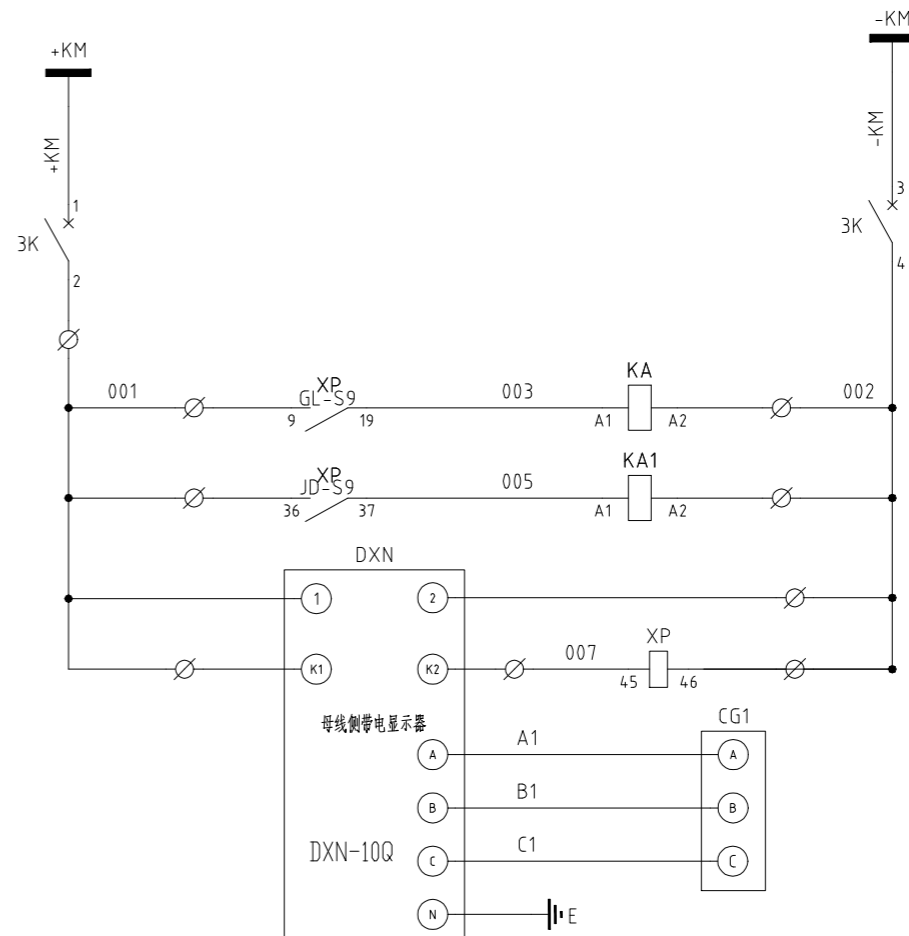 -KM
+KM
+KM
-KM
1
3
3K
3K
2
4
001
XP
GL-S9
9
19
003
KA
A1
A2
002
XP
JD-S9
36
37
005
KA1
A1
A2
DXN
1
2
K1
K2
007
XP
45
46
母线侧带电显示器
CG1
A
A1
A
B
B1
B
DXN-10Q
C
C1
C
N
E